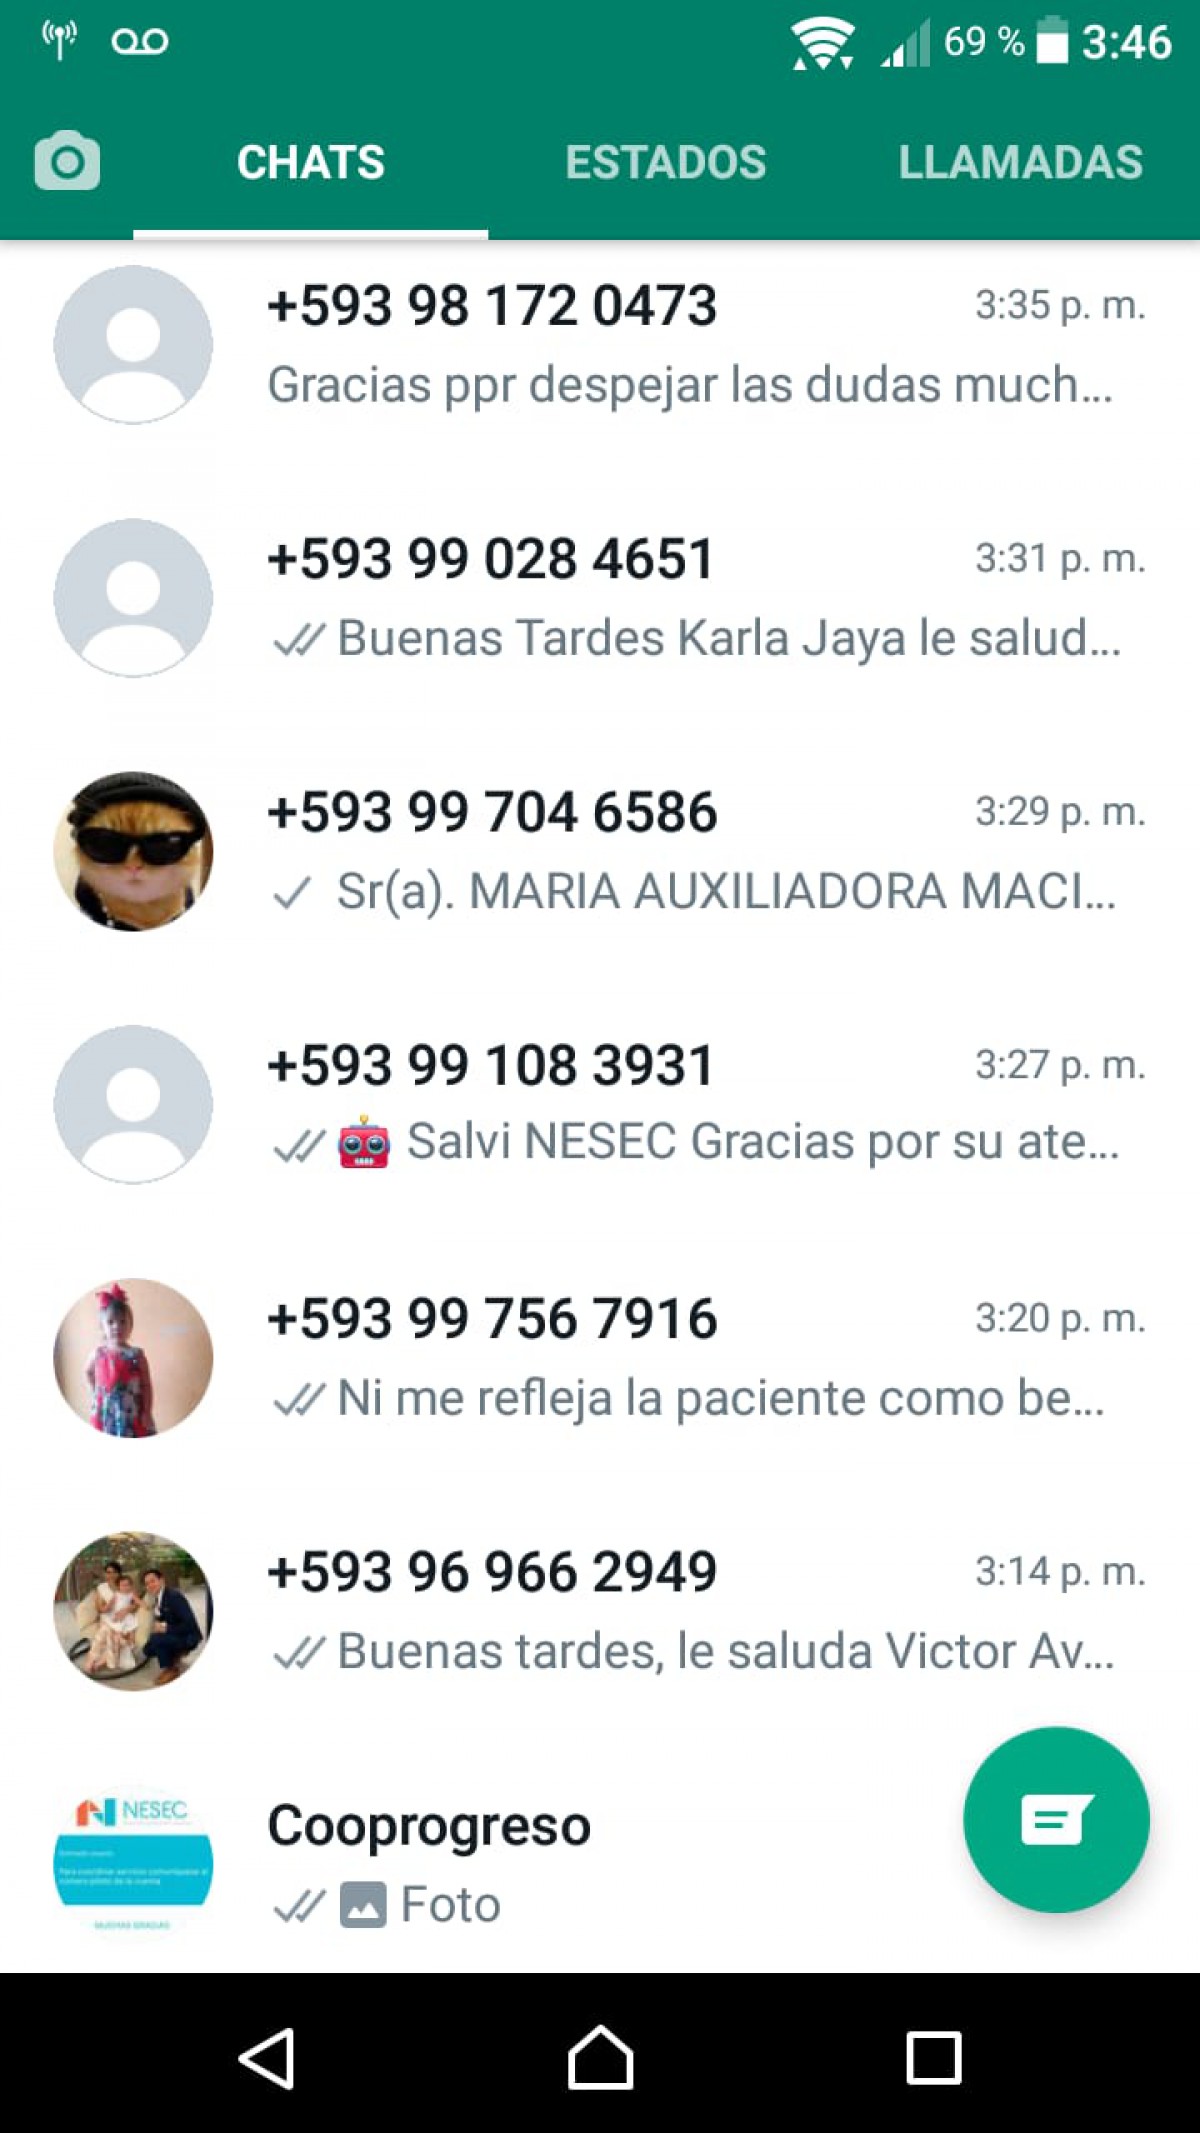 69 % 3:46
CHATS ESTADOS LLAMADAS
+593 98 172 0473 3:35 p. m.
Gracias ppr despejar las dudas much...
+593 99 028 4651 3:31 p. m.
Buenas Tardes Karla Jaya le salud...
+593 99 704 6586 3:29 p. m.
Sr(a). MARIA AUXILIADORA MACI...
+593 99 108 3931 3:27 p. m.
Salvi NESEC Gracias por su ate...
+593 99 756 7916 3:20 p. m.
Ni me refleja la paciente como be...
+593 96 966 2949 3:14 p. m.
Buenas tardes, le saluda Victor Av...
NESEC
Cooprogreso
Foto
MUCHAS GRACIAS